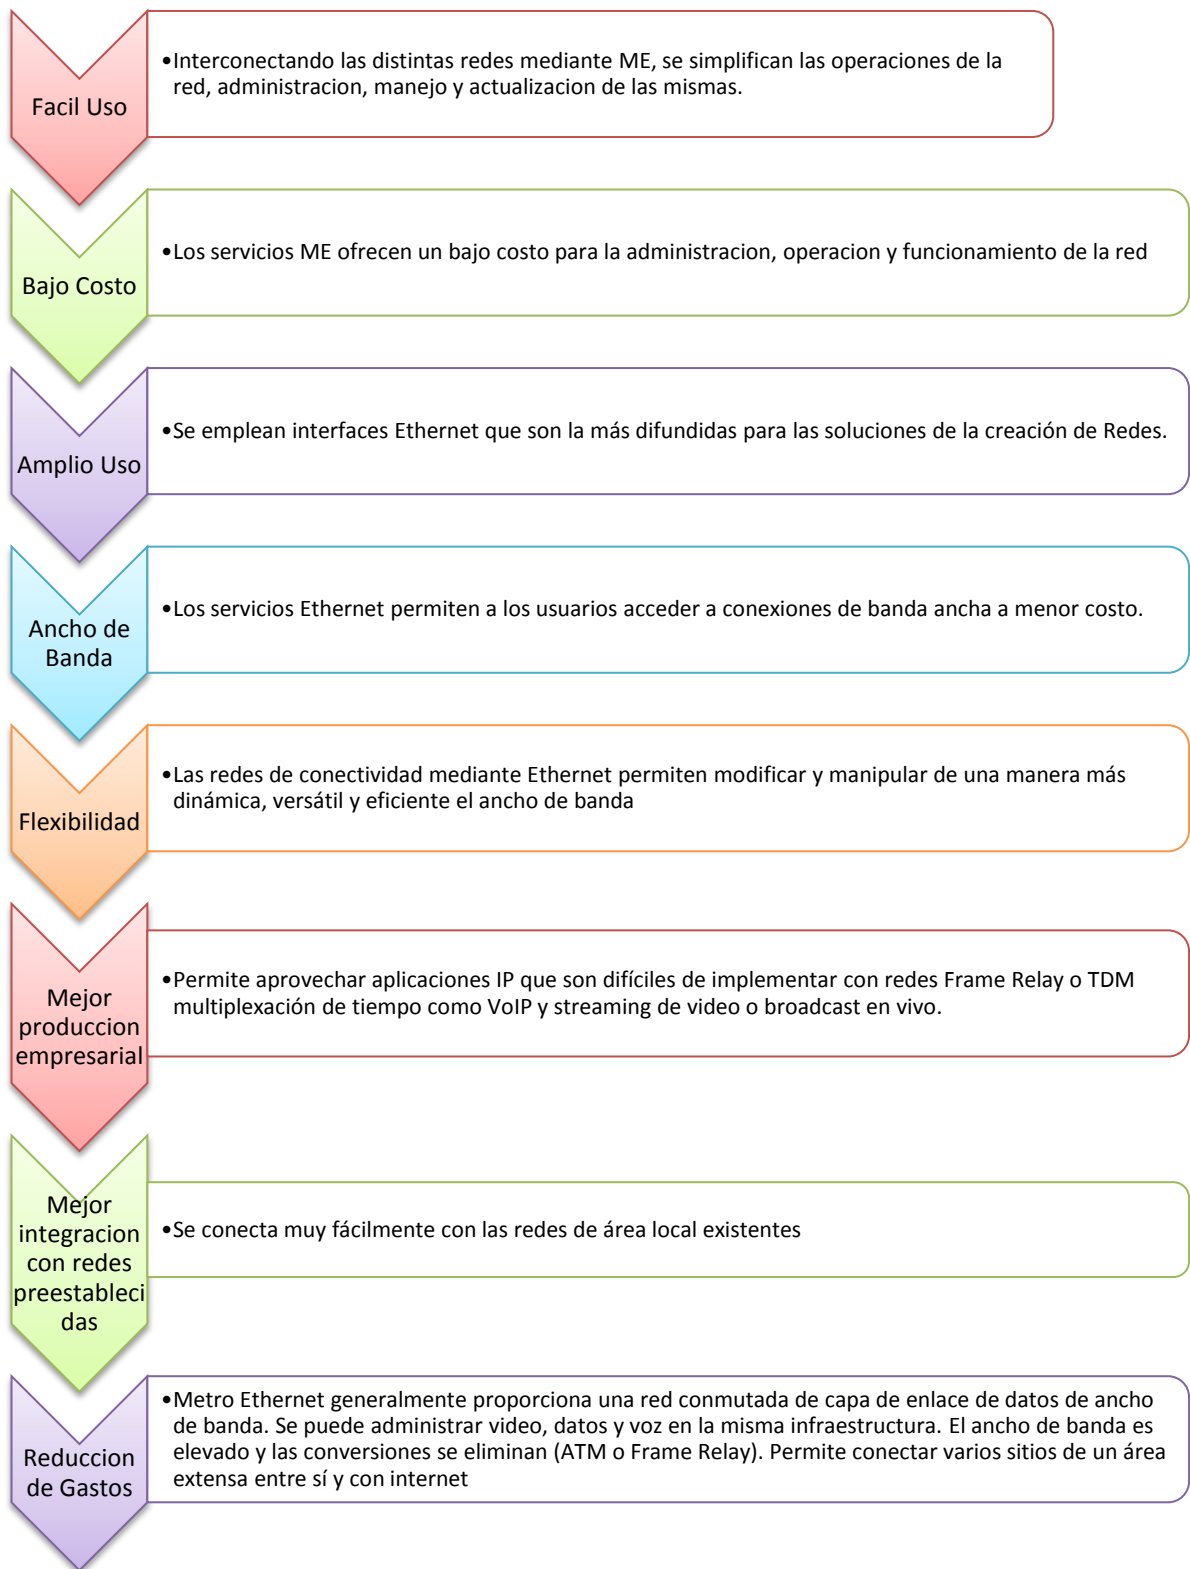 Facil Uso
•Interconectando las distintas redes mediante ME, se simplifican las operaciones de la
red, administracion, manejo y actualizacion de las mismas.
Bajo Costo
•Los servicios ME ofrecen un bajo costo para la administracion, operacion y funcionamiento de la red
Amplio Uso
•Se emplean interfaces Ethernet que son la más difundidas para las soluciones de la creación de Redes.
Ancho de
Banda
•Los servicios Ethernet permiten a los usuarios acceder a conexiones de banda ancha a menor costo.
Flexibilidad
•Las redes de conectividad mediante Ethernet permiten modificar y manipular de una manera más
dinámica, versátil y eficiente el ancho de banda
Mejor
produccion
empresarial
•Permite aprovechar aplicaciones IP que son difíciles de implementar con redes Frame Relay o TDM
multiplexación de tiempo como VoIP y streaming de video o broadcast en vivo.
Mejor
integracion
con redes
preestableci
das
•Se conecta muy fácilmente con las redes de área local existentes
Reduccion
de Gastos
•Metro Ethernet generalmente proporciona una red conmutada de capa de enlace de datos de ancho
de banda. Se puede administrar video, datos y voz en la misma infraestructura. El ancho de banda es
elevado y las conversiones se eliminan (ATM o Frame Relay). Permite conectar varios sitios de un área
extensa entre sí y con internet